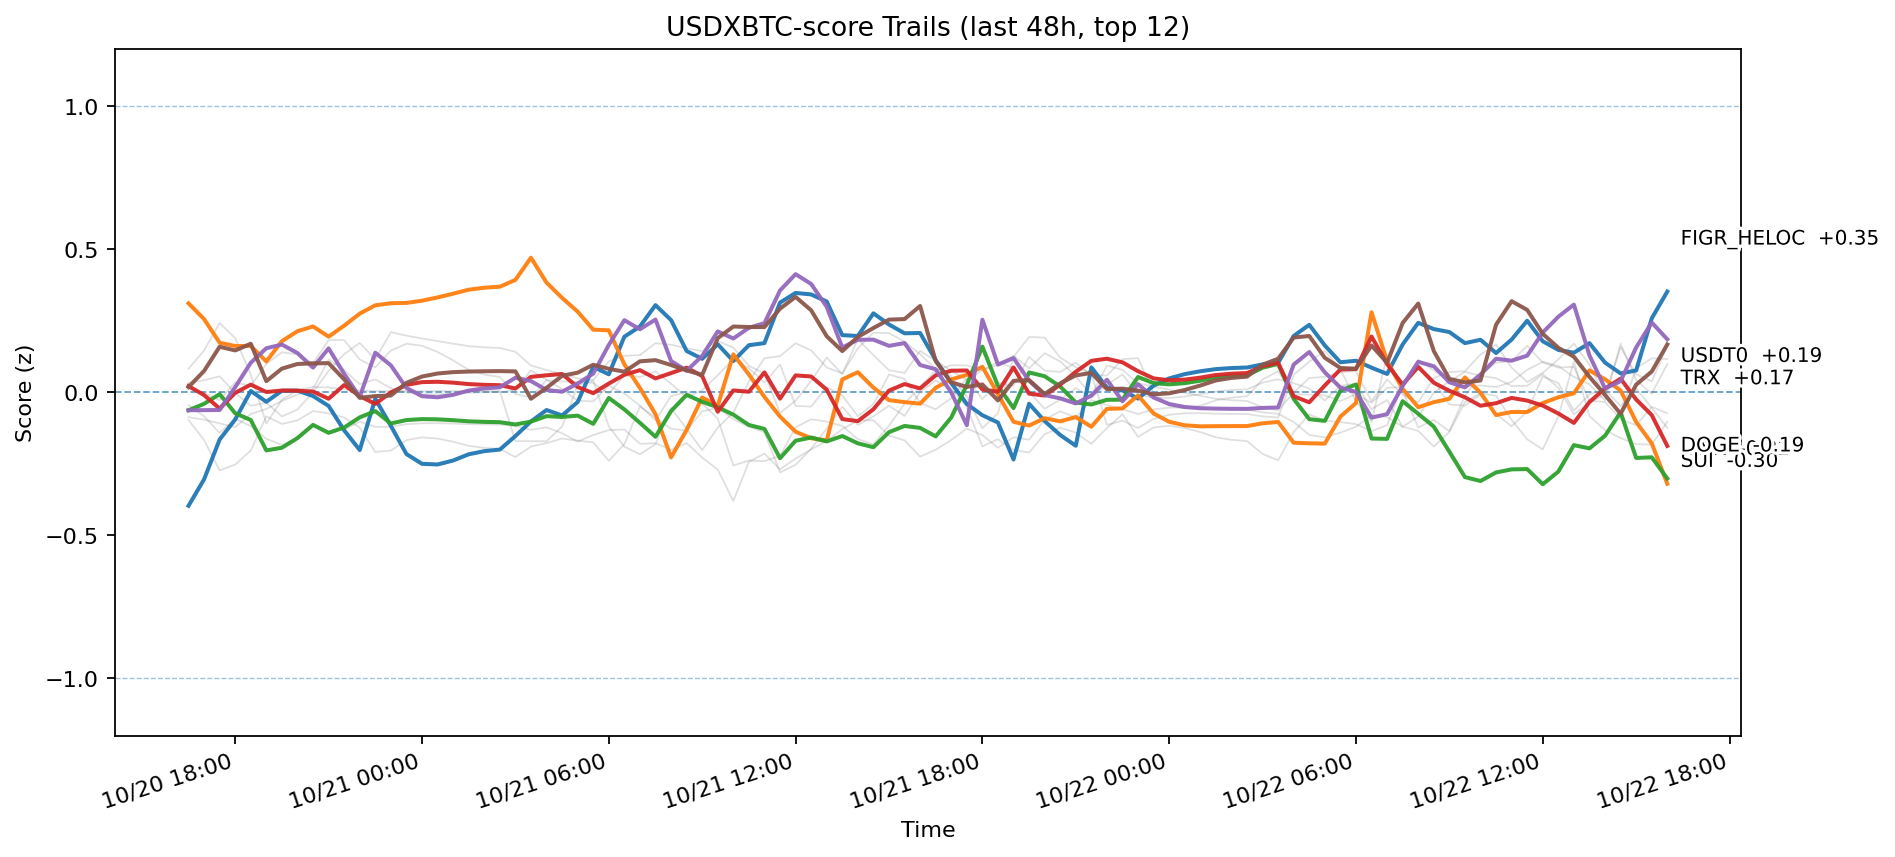 USDXBTC-score Trails (last 48h, top 12)
Score (z)
1.0
0.5
0.0
−0.5
−1.0
FIGR_HELOC +0.35
USDT0 +0.19
TRX +0.17
DOGE -0.19
SUI -0.30
10/20 18:00
10/21 00:00
10/21 06:00
10/21 12:00
10/21 18:00
10/22 00:00
10/22 06:00
10/22 12:00
10/22 18:00
Time